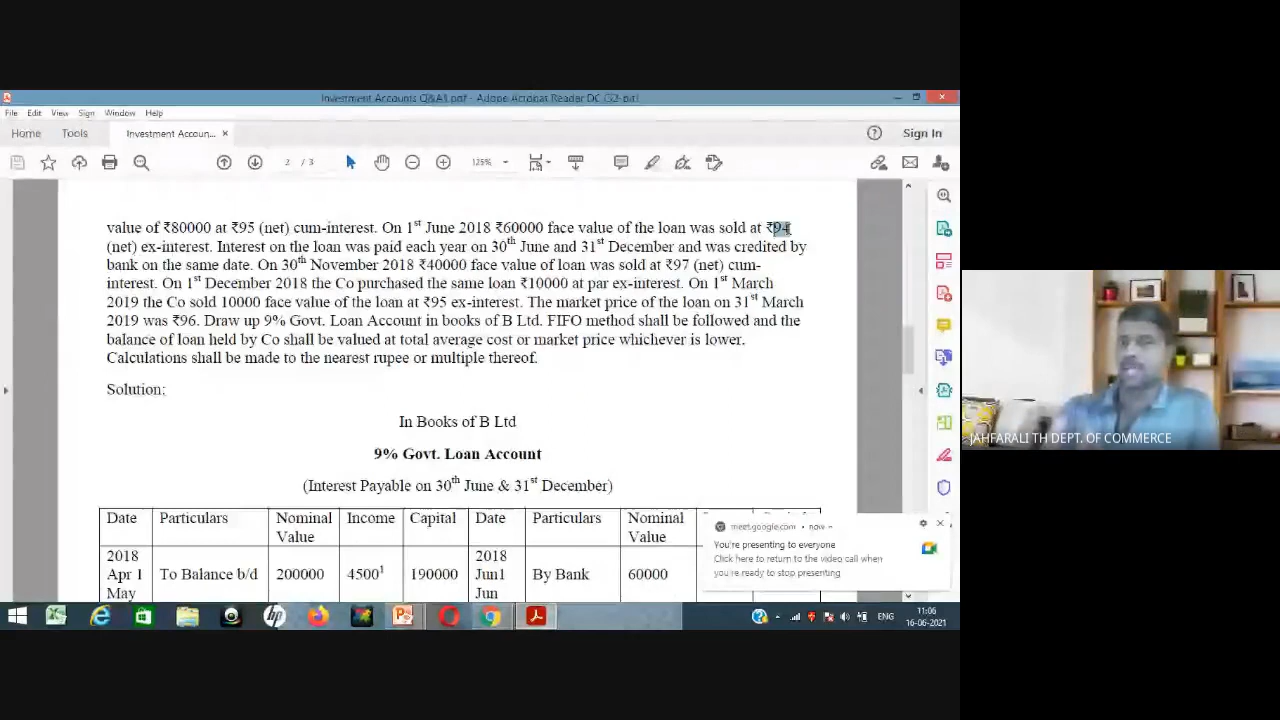 Investment Accounts Q&A1.pdf - Adobe Acrobat Reader DC (32-bit)
File Edit View Sign Window Help
Home Tools Investment Accoun... × Sign In
2 / 3 125%
value of ₹80000 at ₹95 (net) cum-interest. On 1st June 2018 ₹60000 face value of the loan was sold at ₹94
(net) ex-interest. Interest on the loan was paid each year on 30th June and 31st December and was credited by
bank on the same date. On 30th November 2018 ₹40000 face value of loan was sold at ₹97 (net) cum-
interest. On 1st December 2018 the Co purchased the same loan ₹10000 at par ex-interest. On 1st March
2019 the Co sold 10000 face value of the loan at ₹95 ex-interest. The market price of the loan on 31st March
2019 was ₹96. Draw up 9% Govt. Loan Account in books of B Ltd. FIFO method shall be followed and the
balance of loan held by Co shall be valued at total average cost or market price whichever is lower.
Calculations shall be made to the nearest rupee or multiple thereof.
Solution;
In Books of B Ltd
9% Govt. Loan Account
(Interest Payable on 30th June & 31st December)
Date Particulars Nominal Value Income Capital Date Particulars Nominal Value
2018 2018
Apr 1 To Balance b/d 200000 4500¹ 190000 Jun1 By Bank 60000
May Jun
meet.google.com • now
You're presenting to everyone
Click here to return to the video call when
you're ready to stop presenting
JAHFARALI TH DEPT. OF COMMERCE
ENG
11:06
16-06-2021